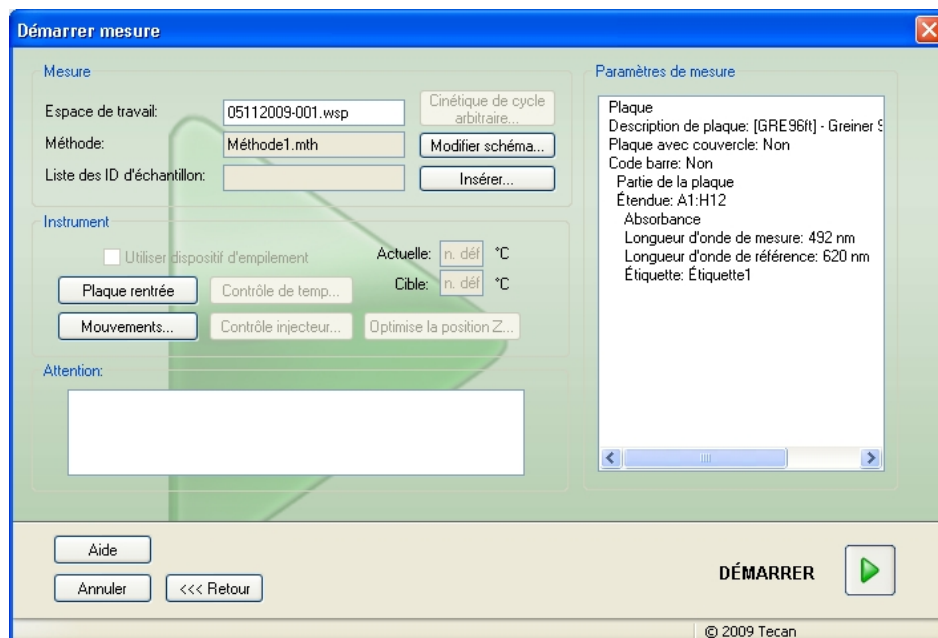 Démarrer mesure
Mesure
Espace de travail:
05112009-001.wsp
Cinétique de cycle
arbitraire...
Méthode:
Méthode1.mth
Modifier schéma...
Liste des ID d'échantillon:
Insérer...
Instrument
Utiliser dispositif d'empilement
Actuelle:
n. déf
°C
Cible:
n. déf
°C
Plaque rentrée
Contrôle de temp...
Mouvements...
Contrôle injecteur...
Optimise la position Z...
Attention:
Paramètres de mesure
Plaque
Description de plaque: [GRE96ft] - Greiner
Plaque avec couvercle: Non
Code barre: Non
Partie de la plaque
Étendue: A1:H12
Absorbance
Longueur d'onde de mesure: 492 nm
Longueur d'onde de référence: 620 nm
Étiquette: Étiquette1
Aide
Annuler
<<< Retour
DÉMARRER
© 2009 Tecan